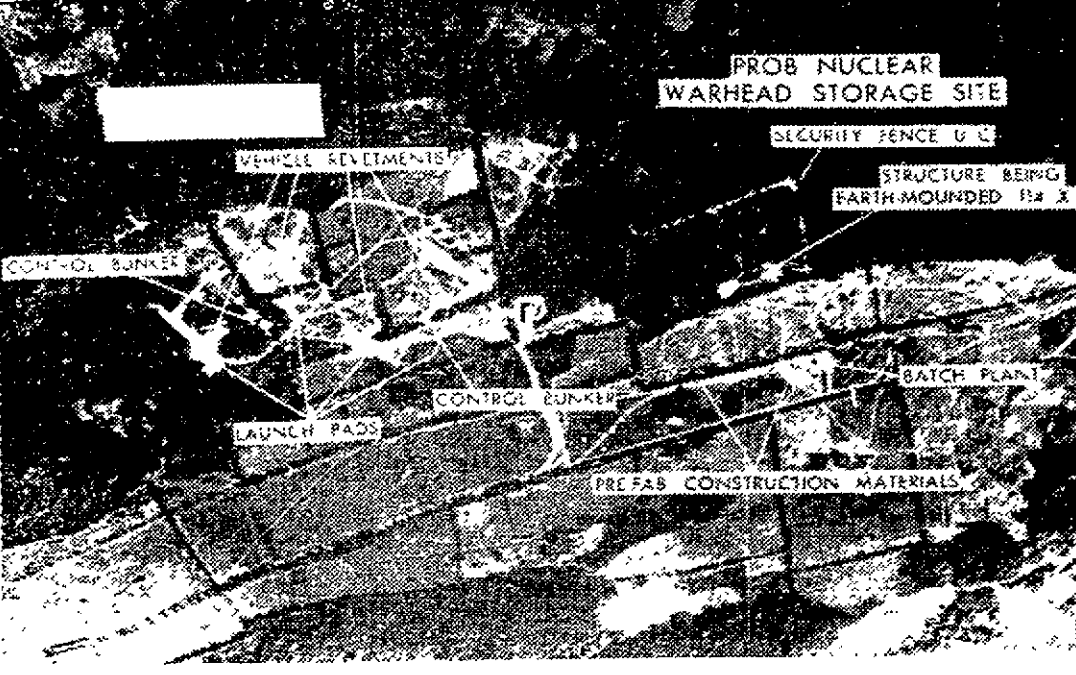 PROB NUCLEAR
WARHEAD STORAGE SITE
SECURITY FENCE U C
VEHICLE REVETMENTS
STRUCTURE BEING
EARTH-MOUNDED
CONTROL BUNKER
BATCH PLANT
CONTROL BUNKER
LAUNCH PADS
PRE FAB CONSTRUCTION MATERIALS